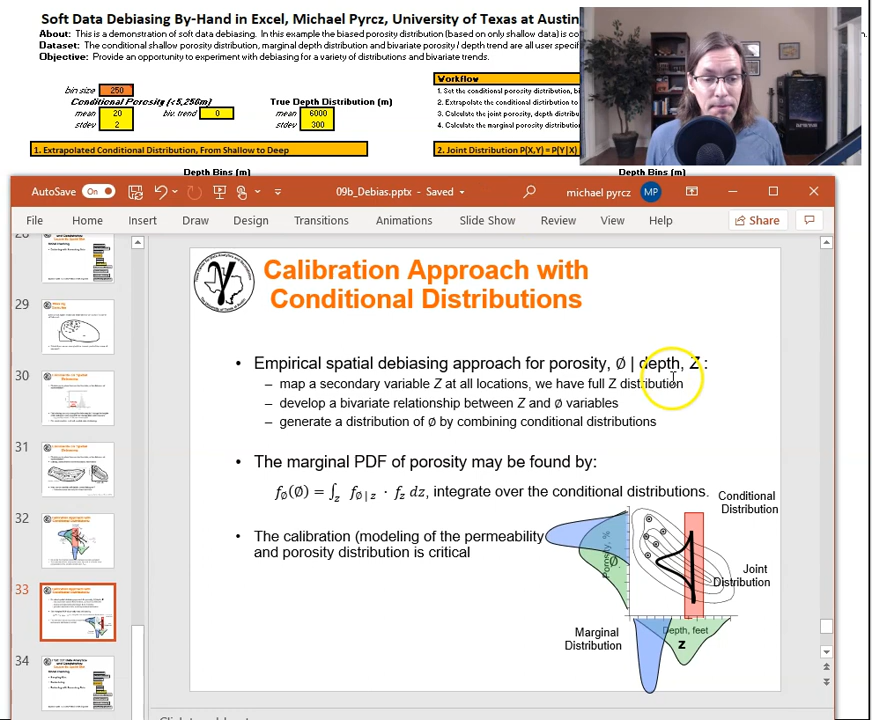 Soft Data Debiasing By-Hand in Excel, Michael Pyrcz, University of Texas at Austin
About: This is a demonstration of soft data debiasing. In this example the biased porosity distribution (based on only shallow data) is co
Dataset: The conditional shallow porosity distribution, marginal depth distribution and bivariate porosity / depth trend are all user specif
Objective: Provide an opportunity to experiment with debiasing for a variety of distributions and bivariate trends.
bin size 250
Conditional Porosity (<5,250m) True Depth Distribution (m)
mean 20 biv. trend 0 mean 6000
stdev 2 stdev 300
Workflow
1. Set the conditional porosity distribution, bi
2. Extrapolate the conditional distribution to
3. Calculate the joint porosity, depth distribu
4. Calculate the marginal porosity distribution
1. Extrapolated Conditional Distribution, From Shallow to Deep
2. Joint Distribution P(X,Y) = P(Y|X)
Depth Bins (m) Depth Bins (m)
AutoSave On 09b_Debias.pptx - Saved michael pyrcz MP
File Home Insert Draw Design Transitions Animations Slide Show Review View Help Share
28
29
30
31
32
33
34
Calibration Approach with
Conditional Distributions
• Empirical spatial debiasing approach for porosity, ∅ | depth, Z :
– map a secondary variable Z at all locations, we have full Z distribution
– develop a bivariate relationship between Z and ∅ variables
– generate a distribution of ∅ by combining conditional distributions
• The marginal PDF of porosity may be found by:
f∅(∅) = ∫z f∅|z · fz dz, integrate over the conditional distributions.
• The calibration (modeling of the permeability
and porosity distribution is critical
Conditional
Distribution
Porosity, %
∅
Joint
Distribution
Marginal
Distribution
Depth, feet
Z